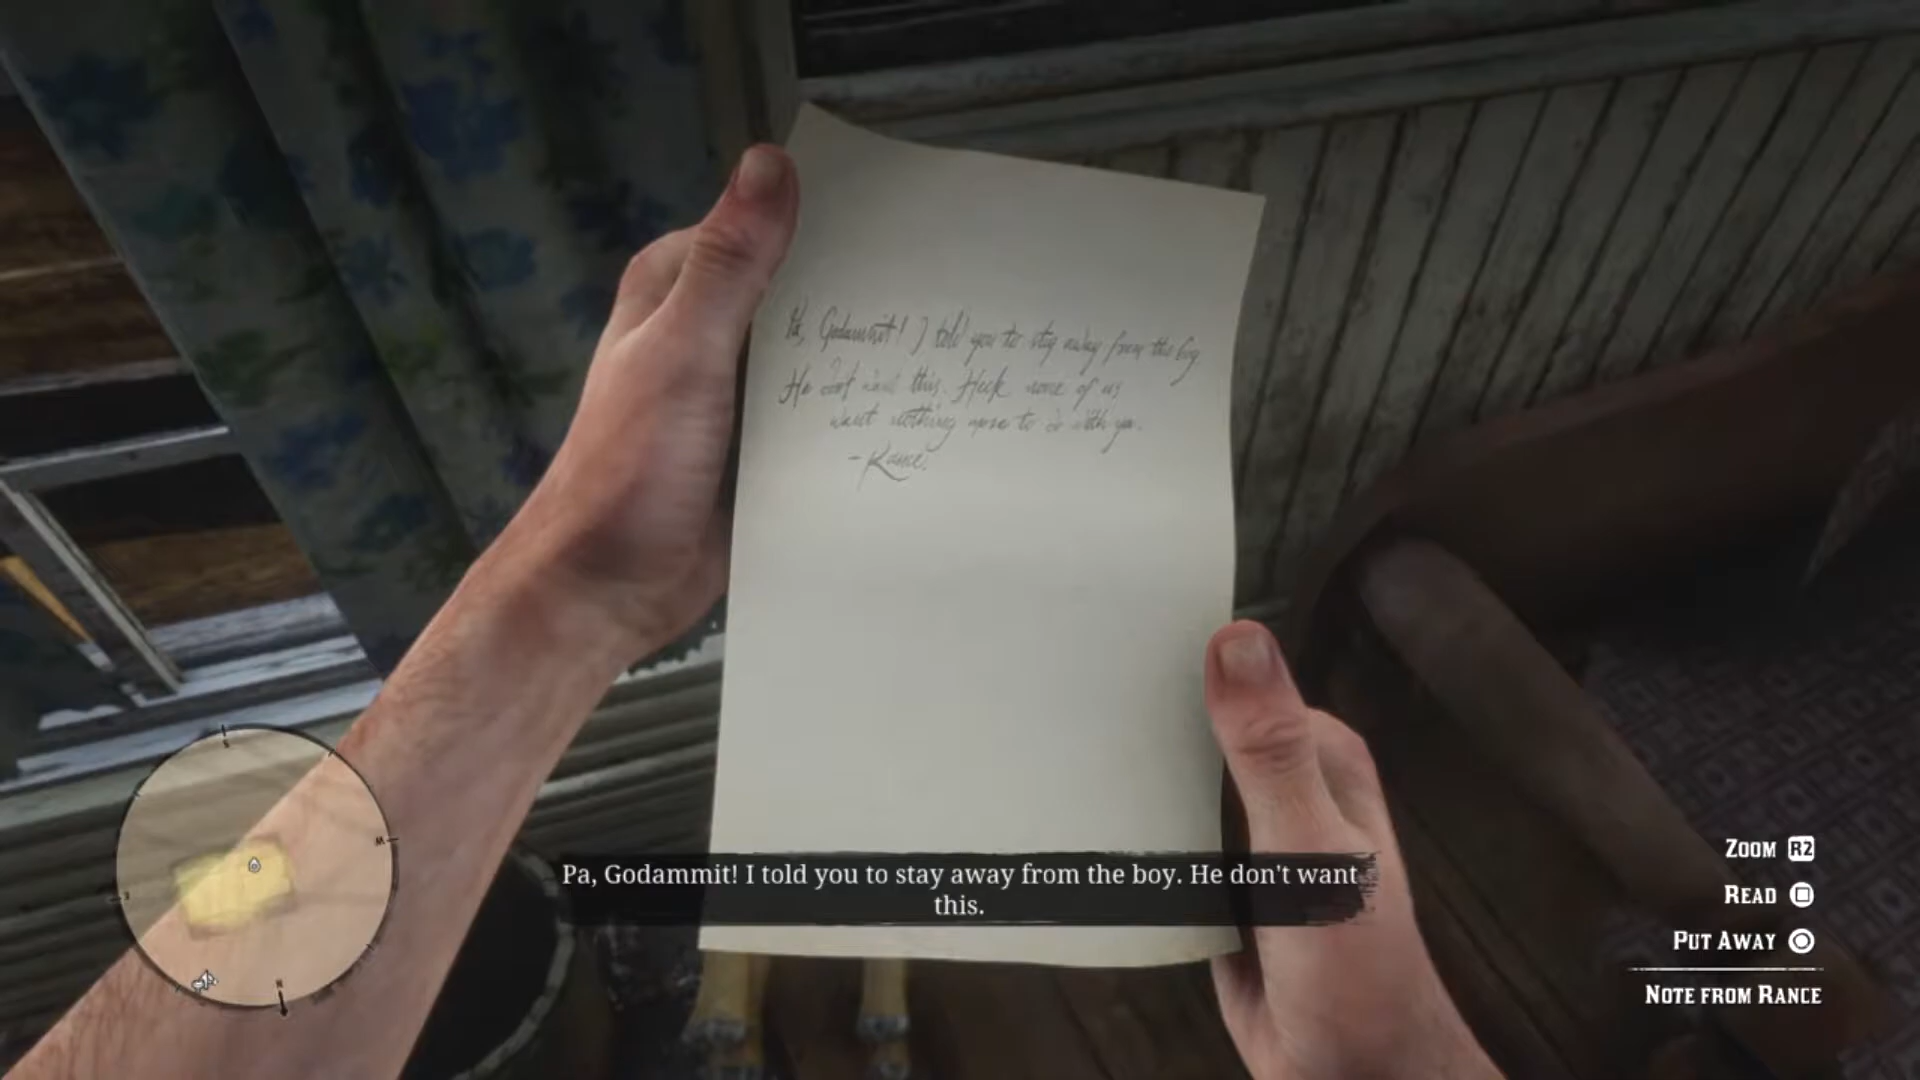 Pa, Godammit! I told you to stay away from the boy.
He dont want this. Heck none of us
want nothing more to do with ya.
- Rance.
Pa, Godammit! I told you to stay away from the boy. He don't want
this.
ZOOM R2
READ
PUT AWAY
NOTE FROM RANCE